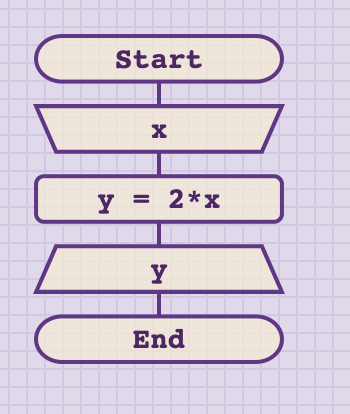 Start
x
y = 2*x
y
End